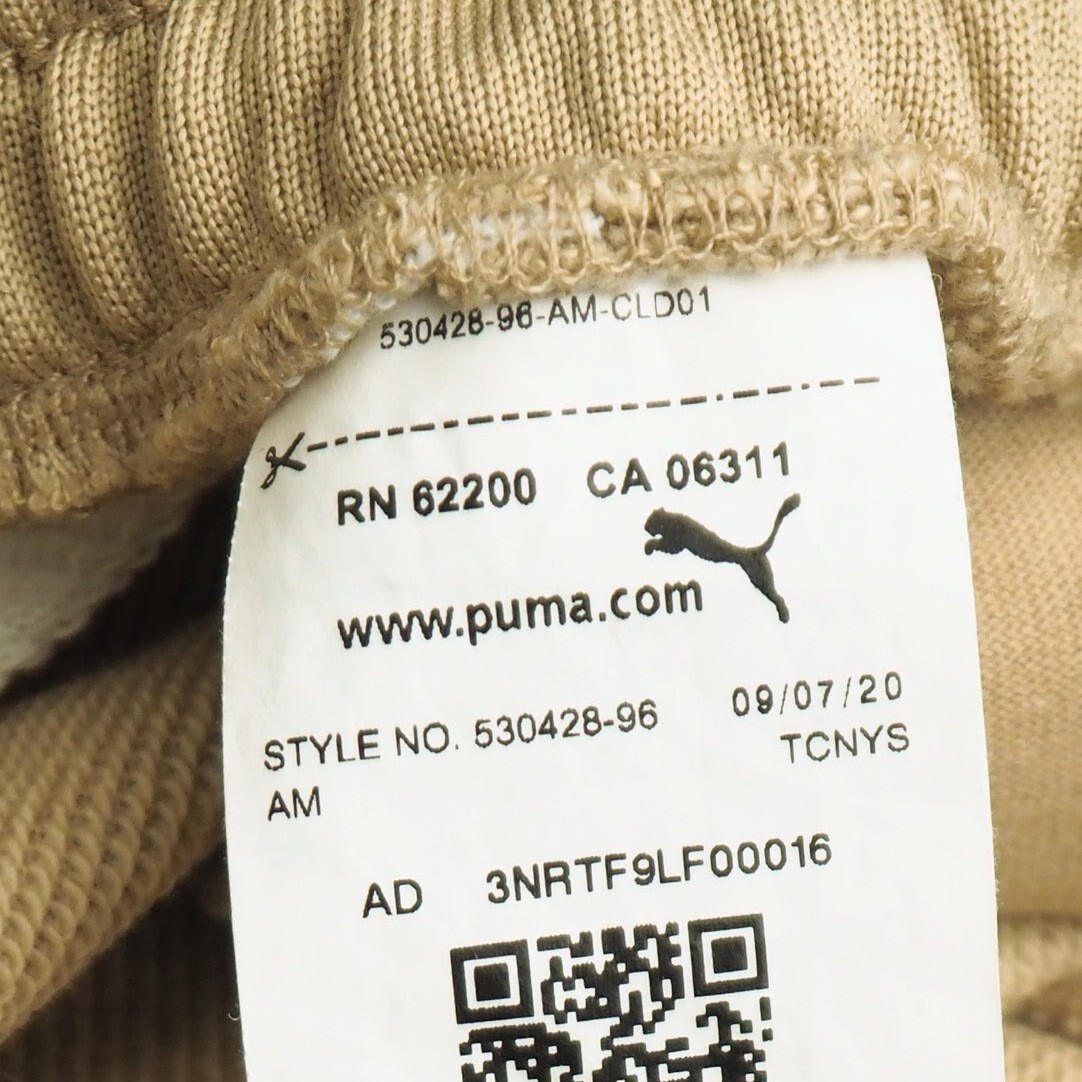 530428-96-AM-CLD01
RN 62200 CA 06311
www.puma.com
STYLE NO. 530428-96 09/07/20
AM TCNYS
AD 3NRTF9LF00016